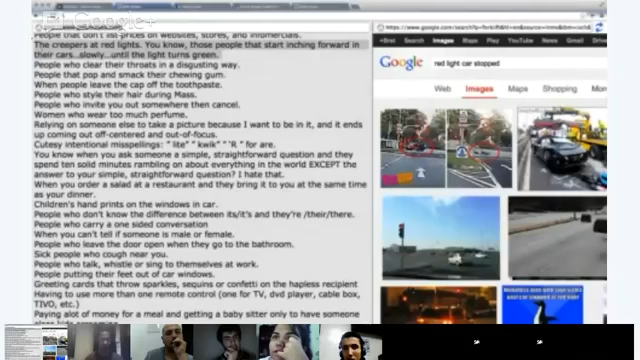 Google+
People that don't list prices on websites, stores, and infomercials.
The creepers at red lights. You know, those people that start inching forward in
their cars...slowly...until the light turns green.
People who clear their throats in a disgusting way.
People that pop and smack their chewing gum.
When people leave the cap off the toothpaste.
People who style their hair during Mass.
People who invite you out somewhere then cancel.
Women who wear too much perfume.
Relying on someone else to take a picture because I want to be in it, and it ends
up coming out off-centered and out-of-focus.
Cutesy intentional misspellings: " lite" " kwik" " 'R " for are.
You know when you ask someone a simple, straightforward question and they
spend ten solid minutes rambling on about everything in the world EXCEPT the
answer to your simple, straightforward question? I hate that.
When you order a salad at a restaurant and they bring it to you at the same time
as your dinner.
Children's hand prints on the windows in car.
People who don't know the difference between its/it's and they're /their/there.
People who carry a one sided conversation
When you can't tell if someone is male or female.
People who leave the door open when they go to the bathroom.
Sick people who cough near you.
People who talk, whistle or sing to themselves at work.
People putting their feet out of car windows.
Greeting cards that throw sparkles, sequins or confetti on the hapless recipient
Having to use more than one remote control (one for TV, dvd player, cable box,
TIVO, etc.)
Paying alot of money for a meal and getting a baby sitter only to have someone
Search Images Maps Play YouTube News Gmail
Google
red light car stopped
Web Images Maps Shopping